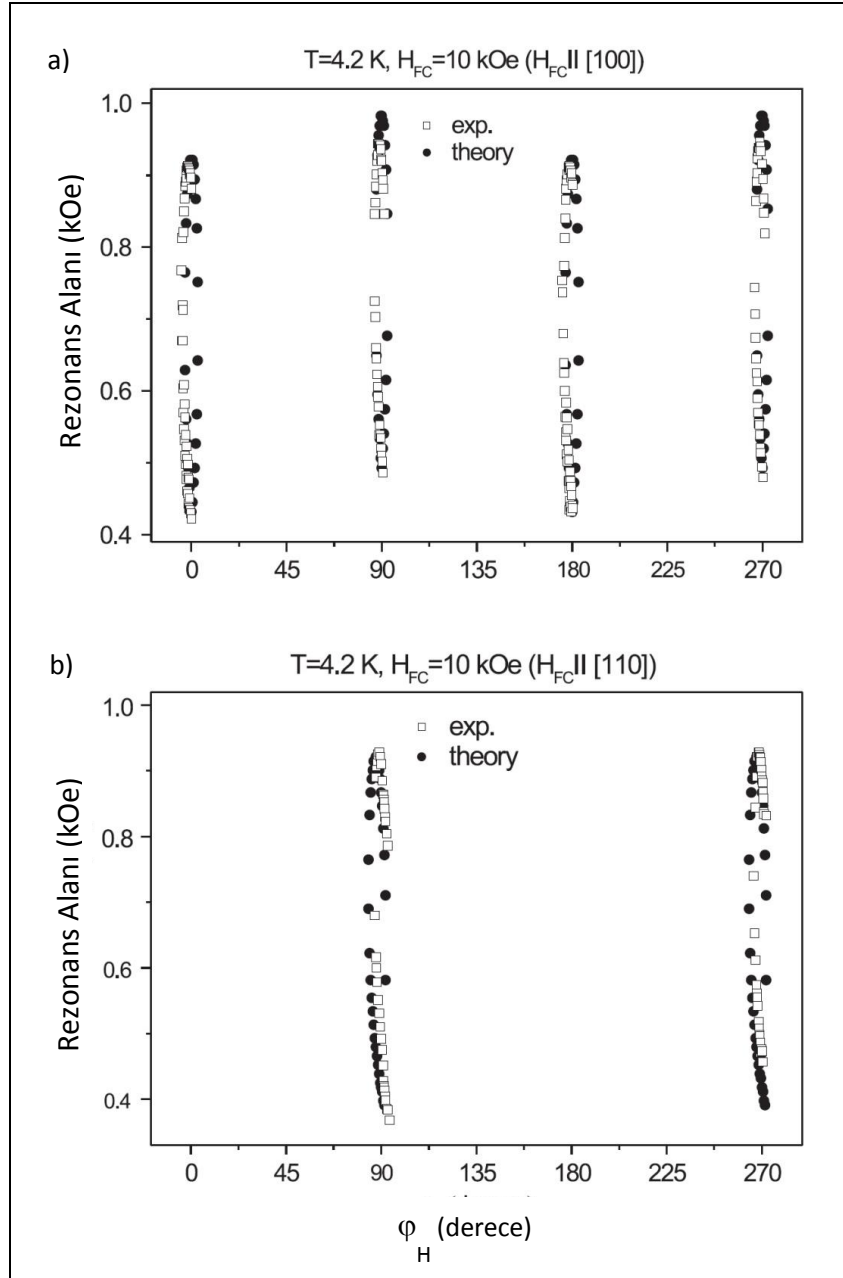 a)
T=4.2 K, H_FC=10 kOe (H_FC II [100])
1.0
0.8
0.6
0.4
Rezonans Alanı (kOe)
exp.
theory
0 45 90 135 180 225 270
b)
T=4.2 K, H_FC=10 kOe (H_FC II [110])
1.0
0.8
0.6
0.4
Rezonans Alanı (kOe)
exp.
theory
0 45 90 135 180 225 270
φ_H (derece)